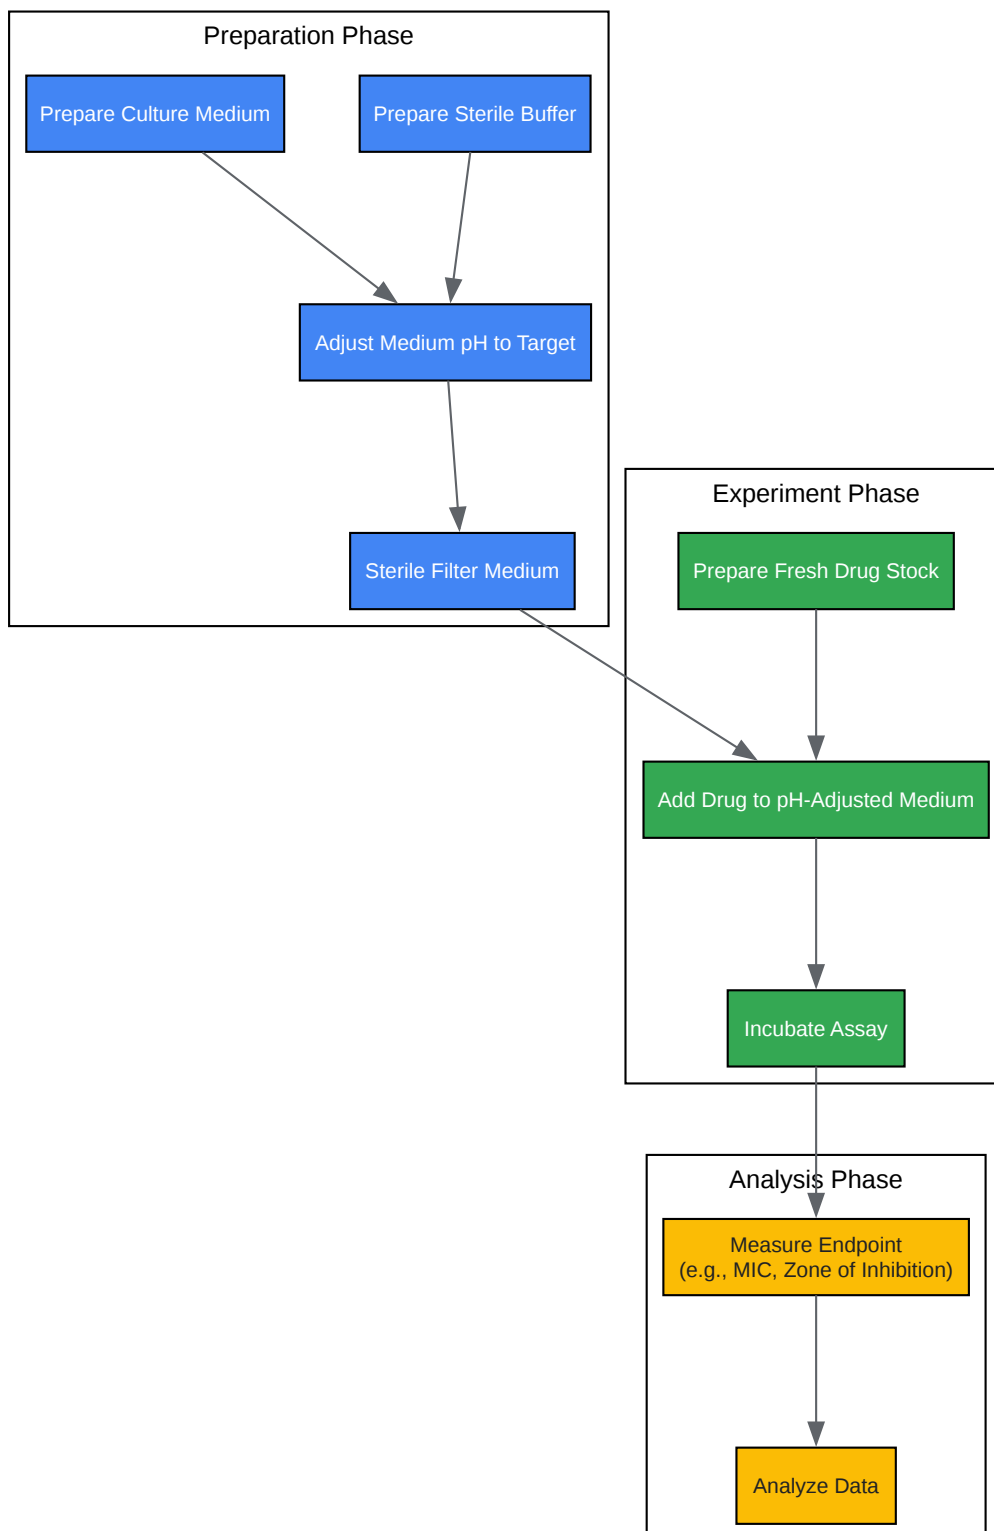 Preparation Phase
Prepare Culture Medium
Prepare Sterile Buffer
Adjust Medium pH to Target
Sterile Filter Medium
Experiment Phase
Prepare Fresh Drug Stock
Add Drug to pH-Adjusted Medium
Incubate Assay
Analysis Phase
Measure Endpoint
(e.g., MIC, Zone of Inhibition)
Analyze Data